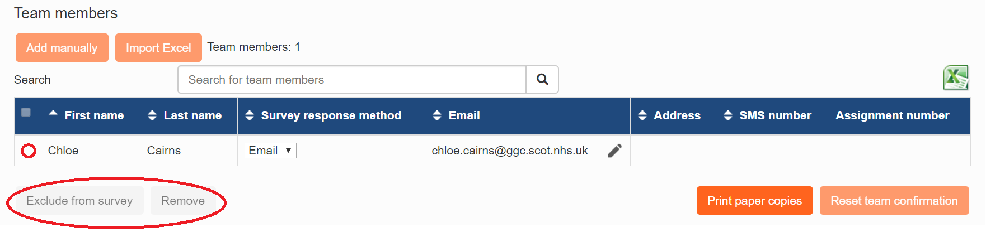 Team members
Add manually Import Excel Team members: 1
Search Search for team members
First name Last name Survey response method Email Address SMS number Assignment number
Chloe Cairns Email chloe.cairns@ggc.scot.nhs.uk
Exclude from survey Remove Print paper copies Reset team confirmation